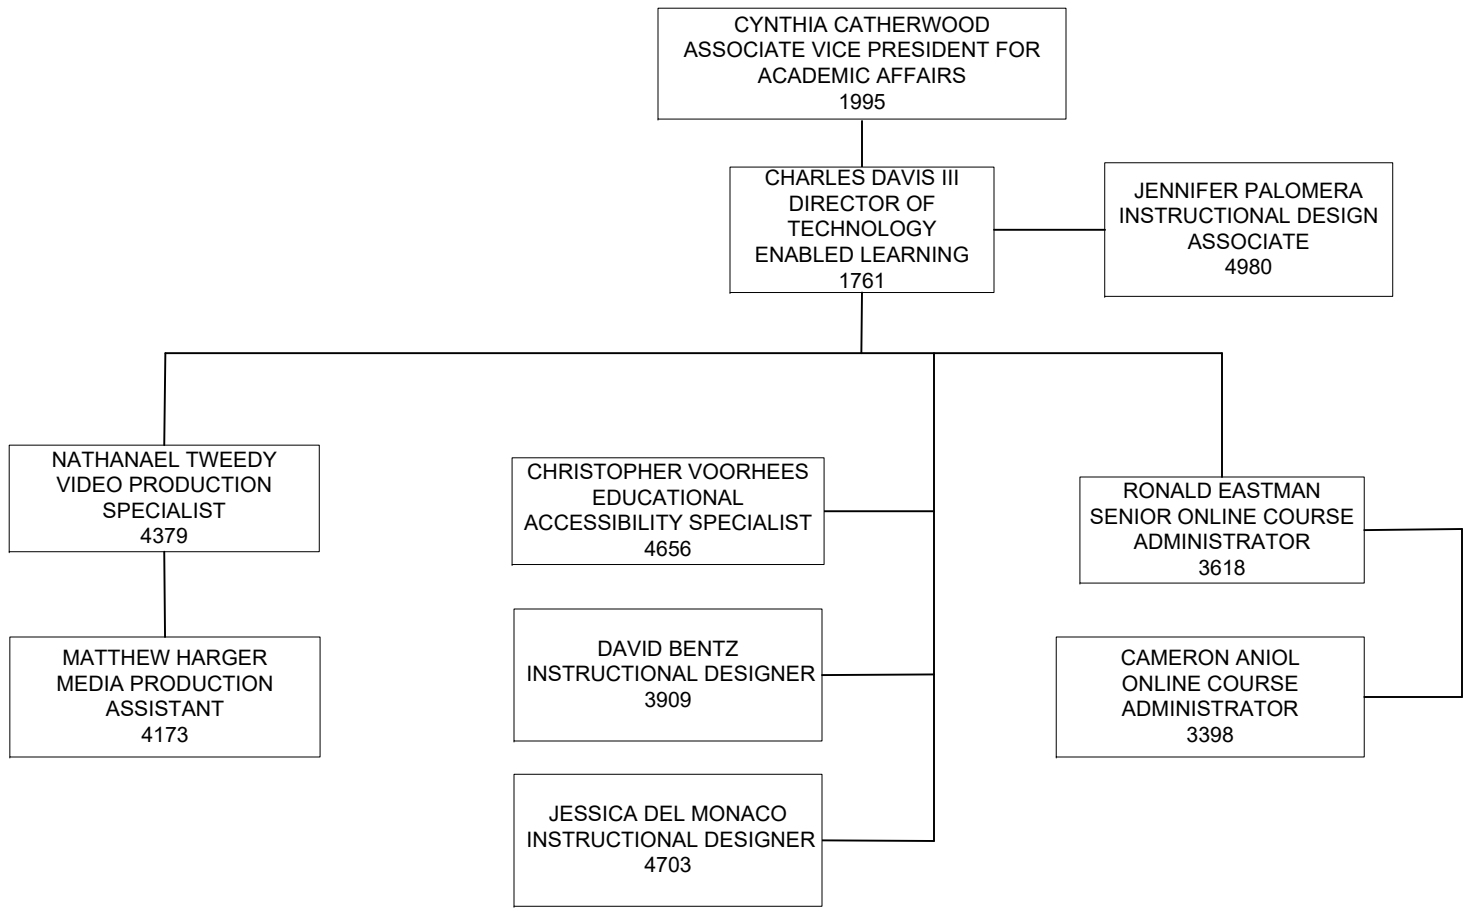 CYNTHIA CATHERWOOD
ASSOCIATE VICE PRESIDENT FOR
ACADEMIC AFFAIRS
1995
CHARLES DAVIS III
DIRECTOR OF
TECHNOLOGY
ENABLED LEARNING
1761
JENNIFER PALOMERA
INSTRUCTIONAL DESIGN
ASSOCIATE
4980
NATHANAEL TWEEDY
VIDEO PRODUCTION
SPECIALIST
4379
MATTHEW HARGER
MEDIA PRODUCTION
ASSISTANT
4173
CHRISTOPHER VOORHEES
EDUCATIONAL
ACCESSIBILITY SPECIALIST
4656
DAVID BENTZ
INSTRUCTIONAL DESIGNER
3909
JESSICA DEL MONACO
INSTRUCTIONAL DESIGNER
4703
RONALD EASTMAN
SENIOR ONLINE COURSE
ADMINISTRATOR
3618
CAMERON ANIOL
ONLINE COURSE
ADMINISTRATOR
3398